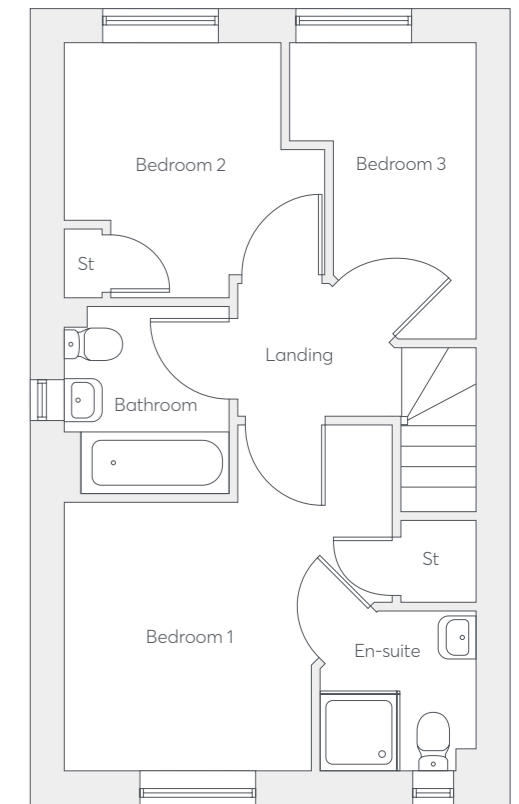 Bedroom 2
Bedroom 3
St
Landing
Bathroom
St
Bedroom 1
En-suite